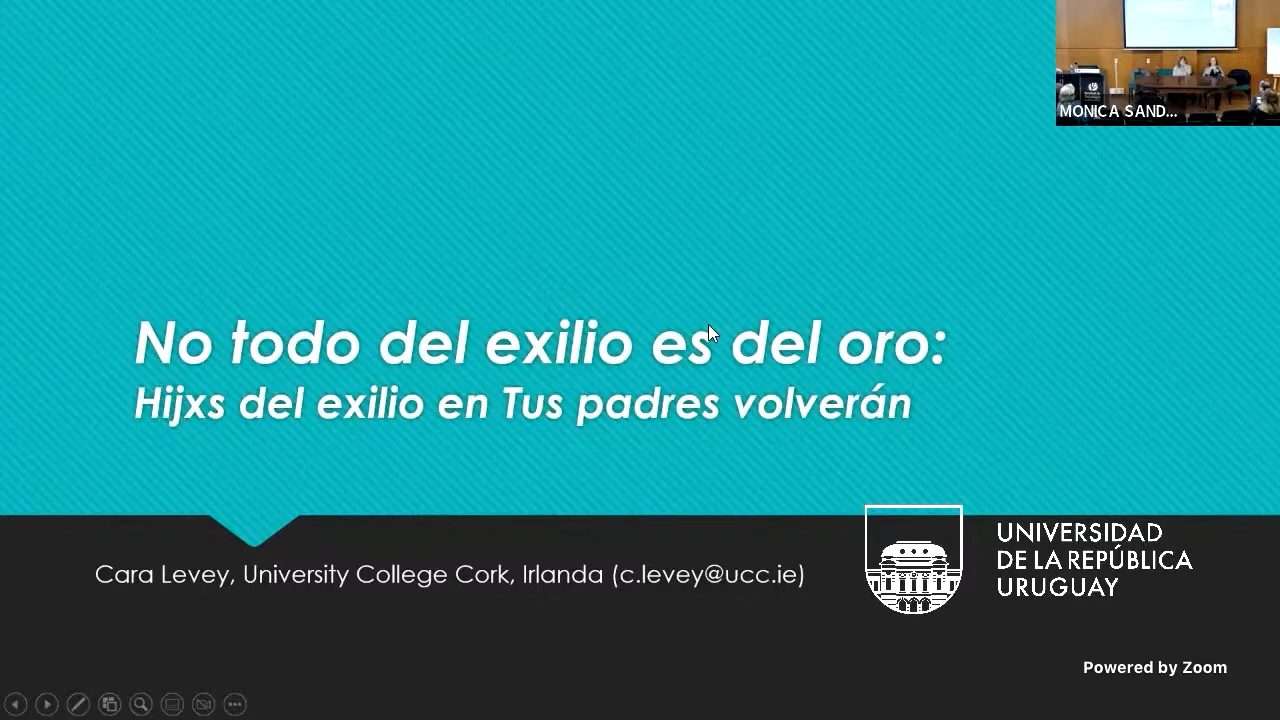 MONICA SAND...
No todo del exilio es del oro:
Hijxs del exilio en Tus padres volverán
Cara Levey, University College Cork, Irlanda (c.levey@ucc.ie)
UNIVERSIDAD
DE LA REPÚBLICA
URUGUAY
Powered by Zoom